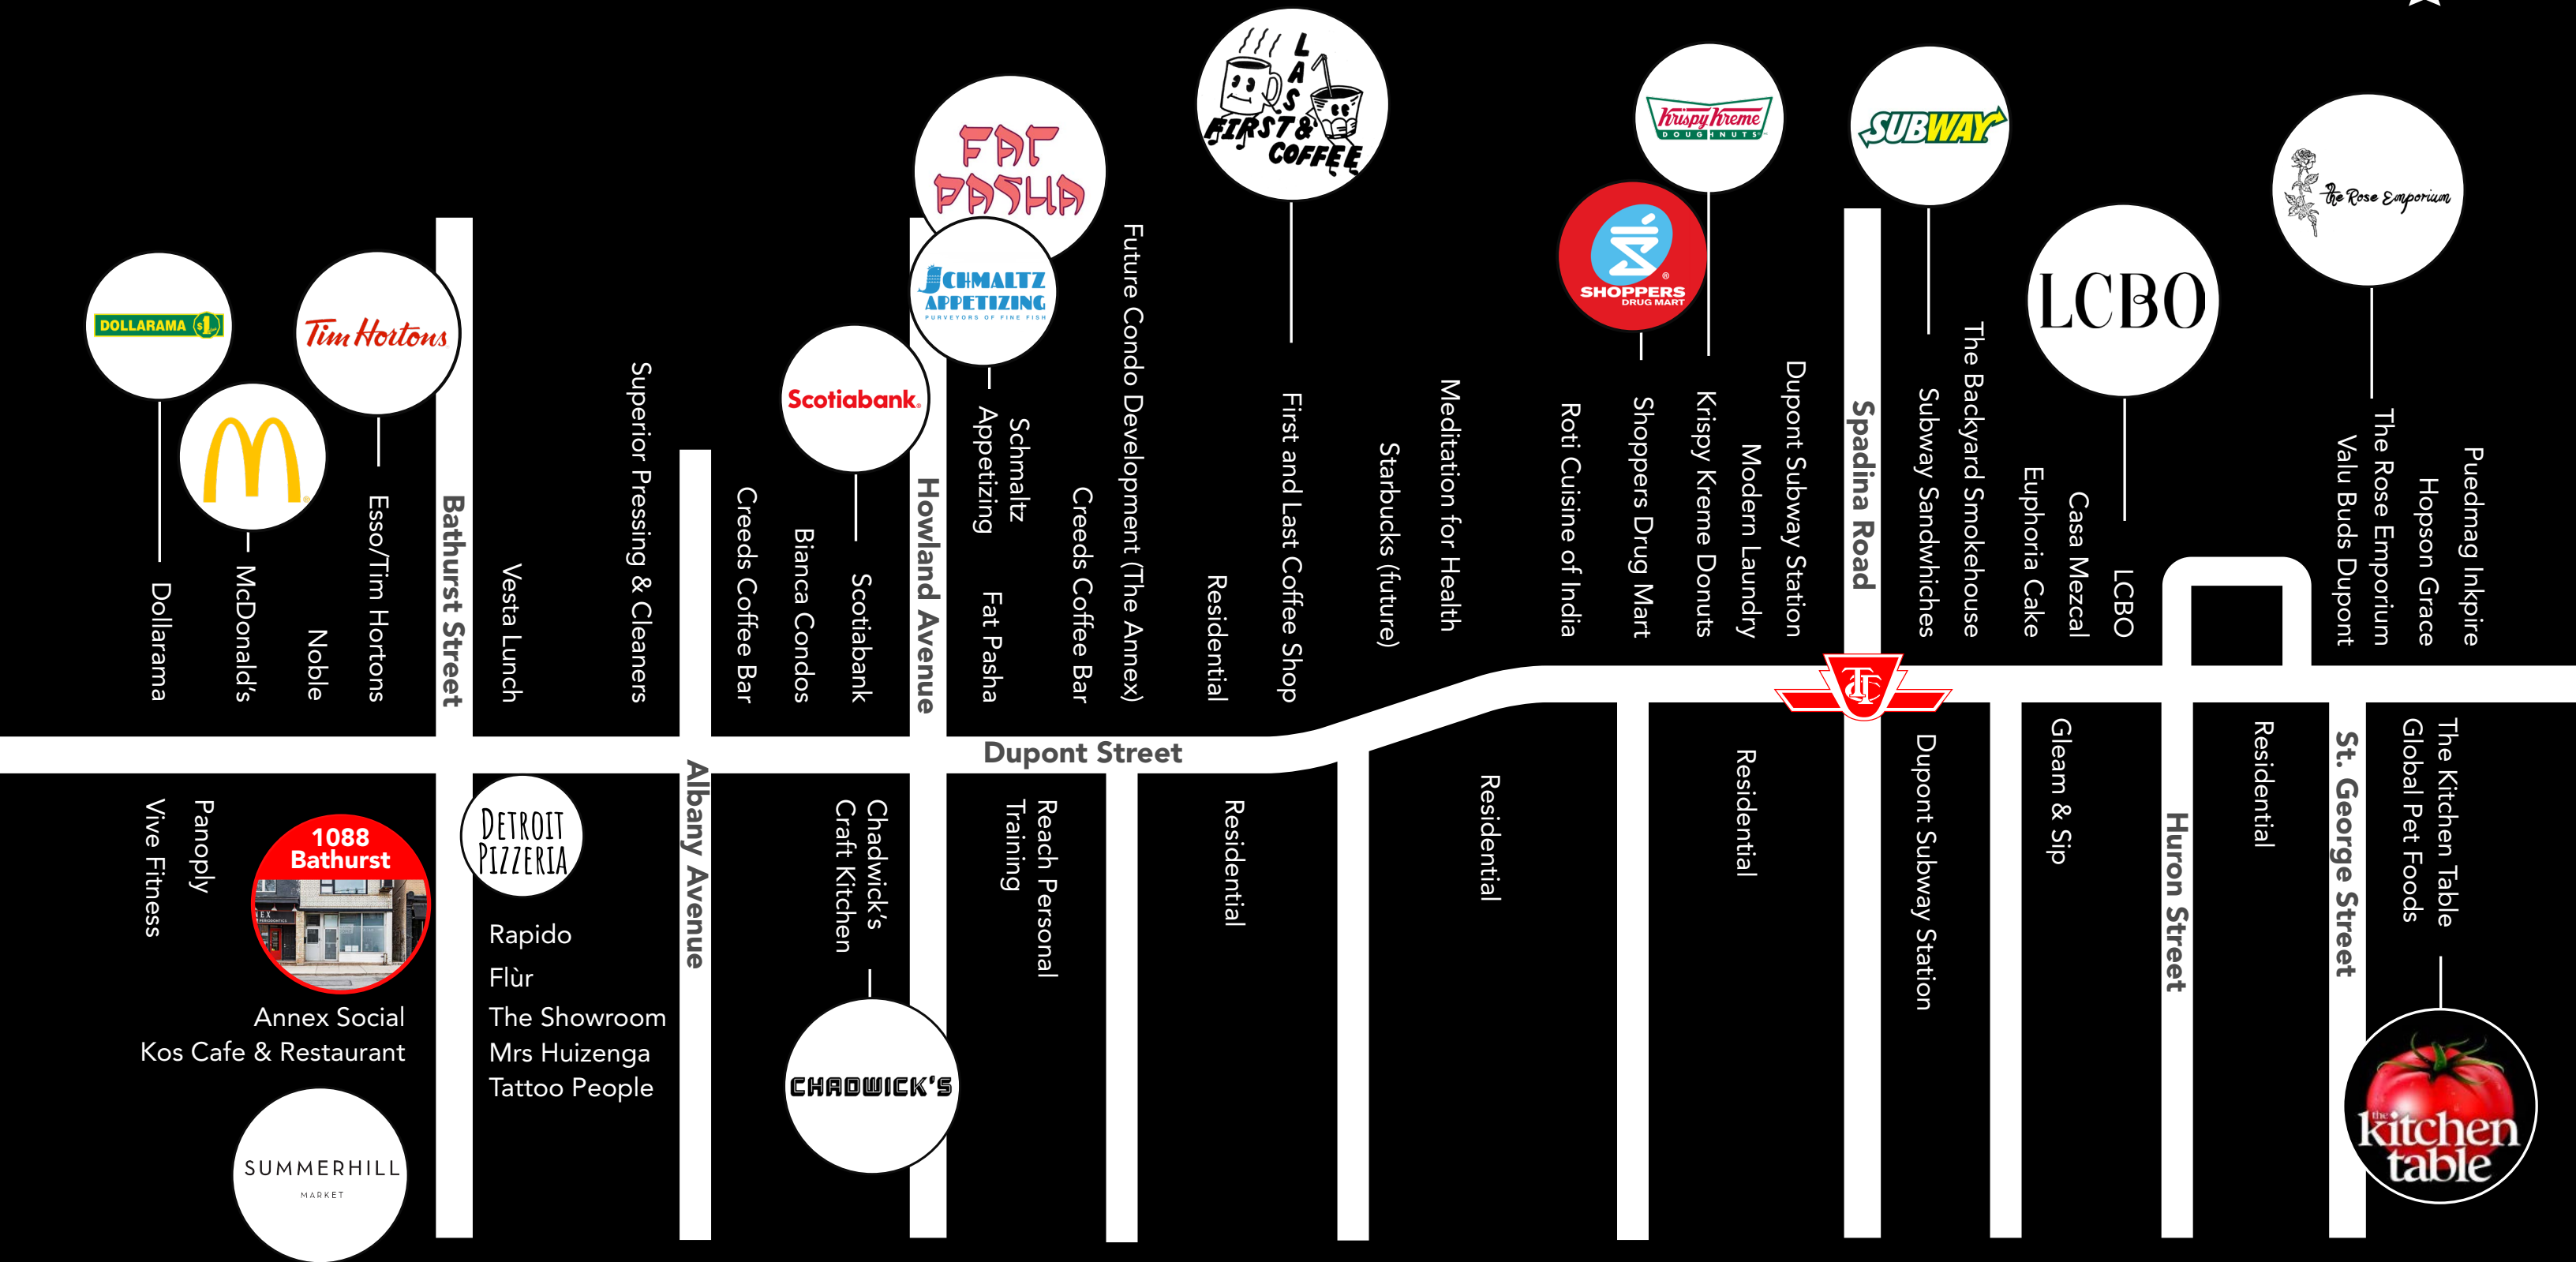 LAST
FIRST &
COFFEE
Krispy Kreme
DOUGHNUTS
SUBWAY
FAT
PASHA
the Rose Emporium
SHOPPERS
DRUG MART
SCHMALTZ
APPETIZING
PURVEYORS OF FINE FISH
LCBO
DOLLARAMA $1
Tim Hortons
Scotiabank
Dollarama
McDonald's
Noble
Esso/Tim Hortons
Bathurst Street
Vesta Lunch
Superior Pressing & Cleaners
Creeds Coffee Bar
Bianca Condos
Scotiabank
Howland Avenue
Schmaltz
Appetizing
Fat Pasha
Creeds Coffee Bar
Future Condo Development (The Annex)
Residential
First and Last Coffee Shop
Starbucks (future)
Meditation for Health
Roti Cuisine of India
Shoppers Drug Mart
Krispy Kreme Donuts
Modern Laundry
Dupont Subway Station
Spadina Road
Subway Sandwhiches
The Backyard Smokehouse
Euphoria Cake
Casa Mezcal
LCBO
Valu Buds Dupont
The Rose Emporium
Hopson Grace
Puedmag Inkpire
TTC
Dupont Street
Vive Fitness
Panoply
1088
Bathurst
Annex Social
Kos Cafe & Restaurant
SUMMERHILL
MARKET
DETROIT
PIZZERIA
Rapido
Flùr
The Showroom
Mrs Huizenga
Tattoo People
Albany Avenue
Chadwick's
Craft Kitchen
CHADWICK'S
Reach Personal
Training
Residential
Residential
Residential
Dupont Subway Station
Gleam & Sip
Huron Street
Residential
St. George Street
The Kitchen Table
Global Pet Foods
the
kitchen
table